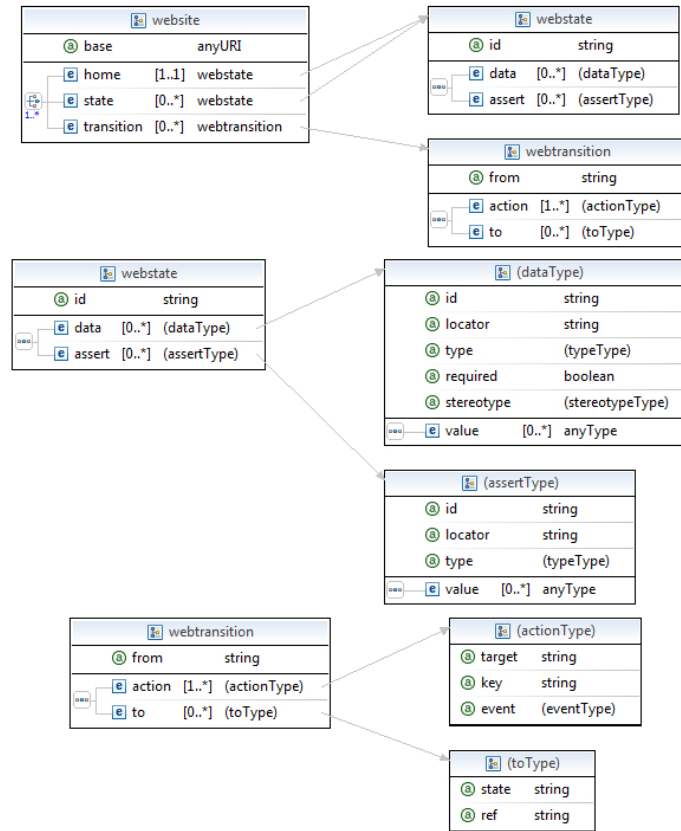 website
a base anyURI
e home [1..1] webstate
e state [0..*] webstate
e transition [0..*] webtransition
1..*
webstate
a id string
e data [0..*] (dataType)
e assert [0..*] (assertType)
webtransition
a from string
e action [1..*] (actionType)
e to [0..*] (toType)
webstate
a id string
e data [0..*] (dataType)
e assert [0..*] (assertType)
(dataType)
a id string
a locator string
a type (typeType)
a required boolean
a stereotype (stereotypeType)
e value [0..*] anyType
(assertType)
a id string
a locator string
a type (typeType)
e value [0..*] anyType
webtransition
a from string
e action [1..*] (actionType)
e to [0..*] (toType)
(actionType)
a target string
a key string
a event (eventType)
(toType)
a state string
a ref string